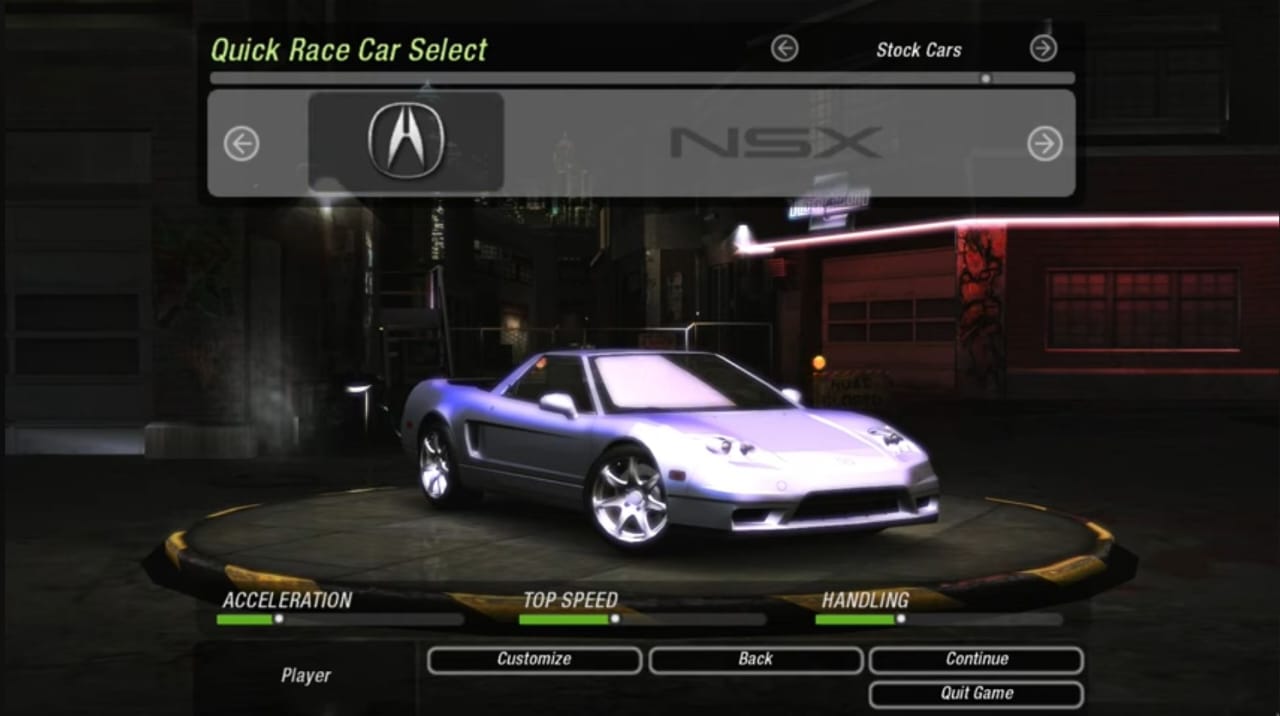 Quick Race Car Select
Stock Cars
NSX
ACCELERATION
TOP SPEED
HANDLING
Player
Customize
Back
Continue
Quit Game